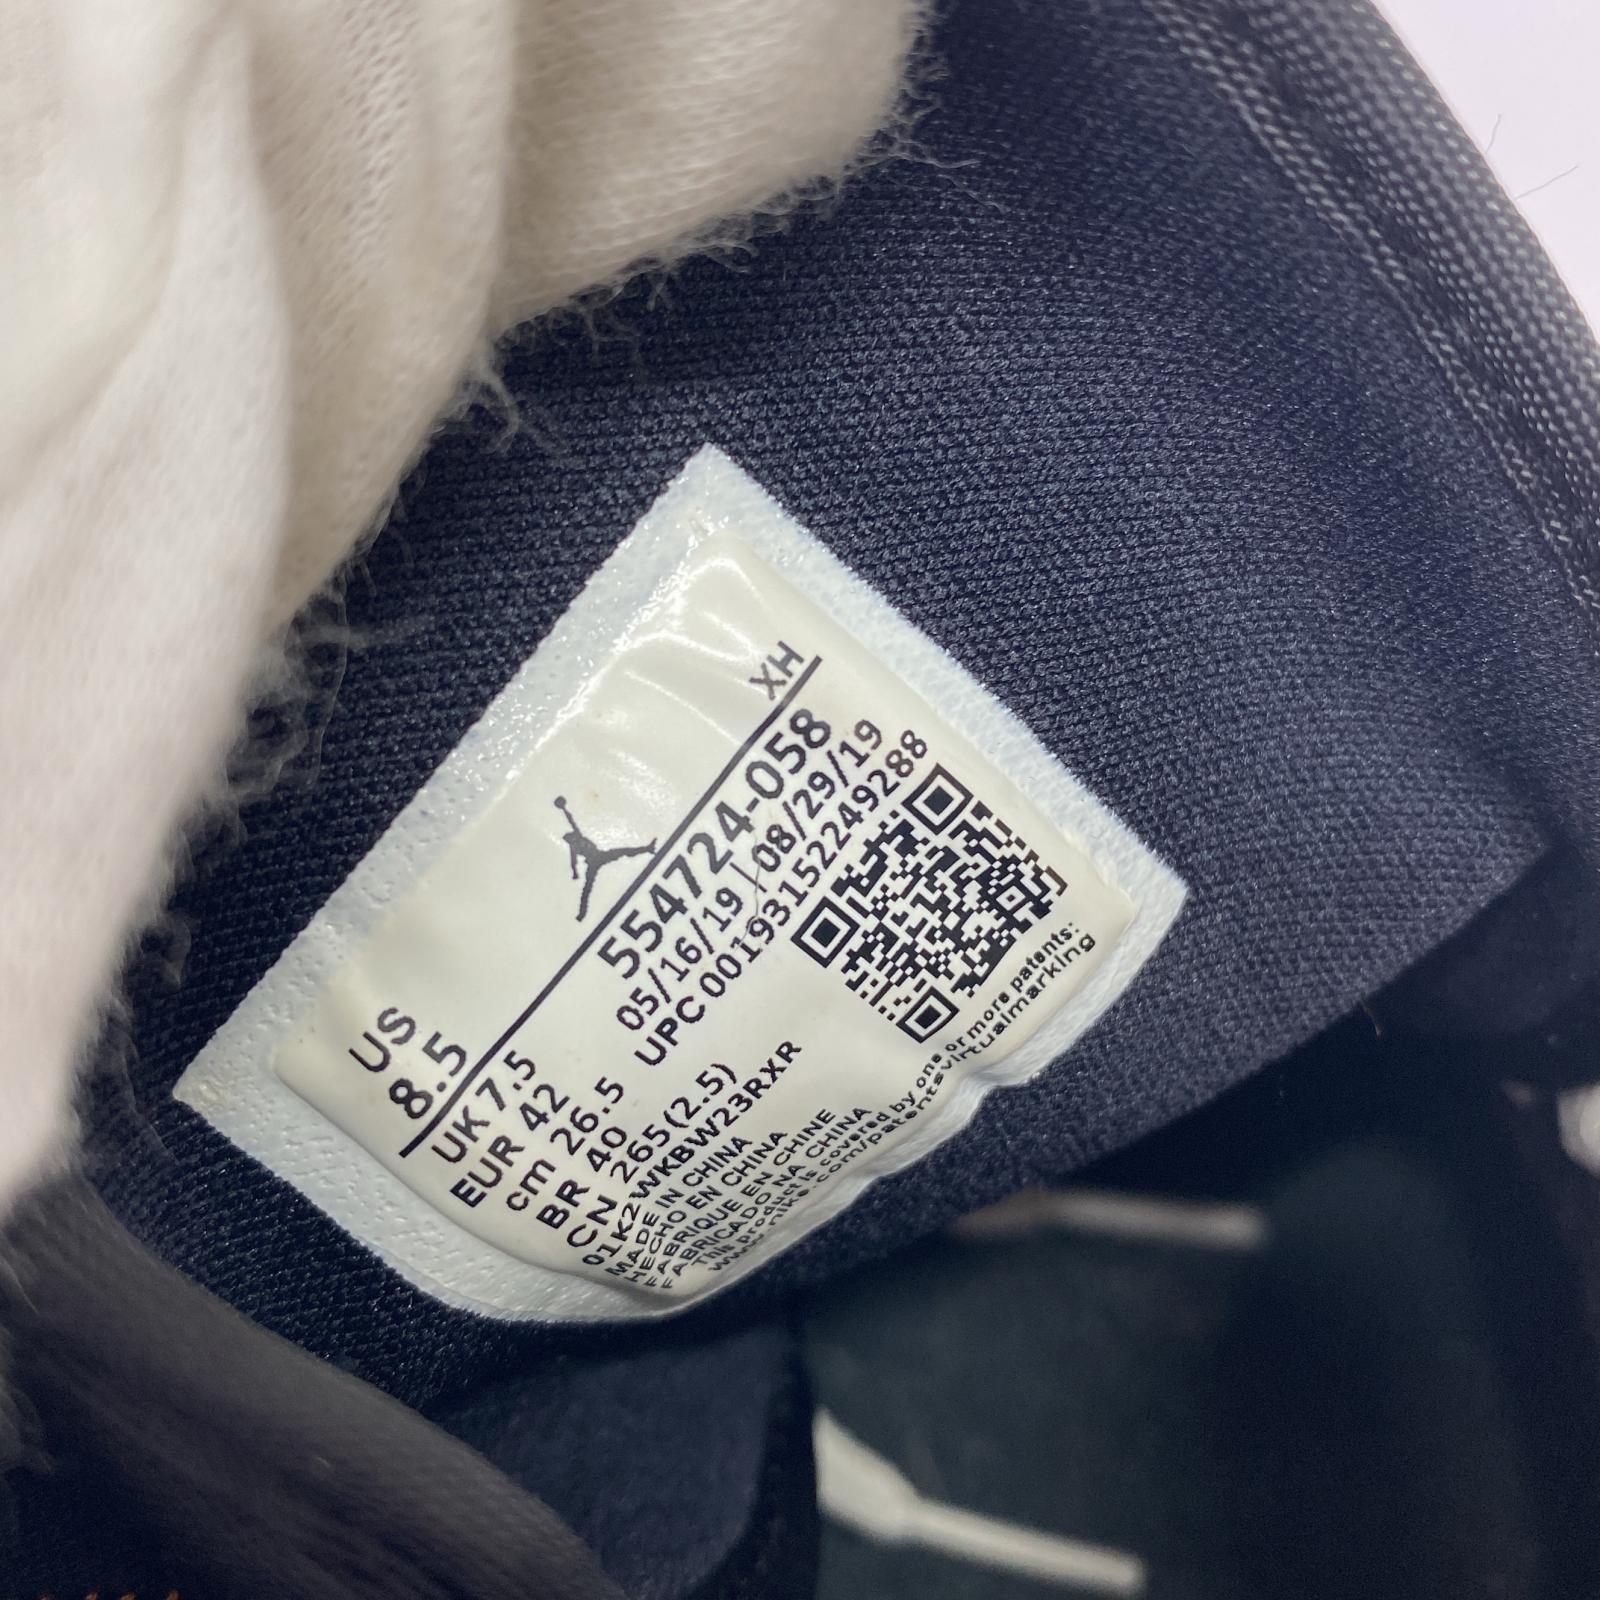 XH
US
8.5
554724-058
UK 7.5
05/16/19 | 08/29/19
EUR 42
UPC 00193152249288
cm 26.5
BR 40
CN 265 (2.5)
01K2WKBW23RXR
MADE IN CHINA
HECHO EN CHINA
FABRIQUE EN CHINE
FABRICADO NA CHINA
This product is covered by one or more patents:
www.nike.com/patentsvirtualmarking